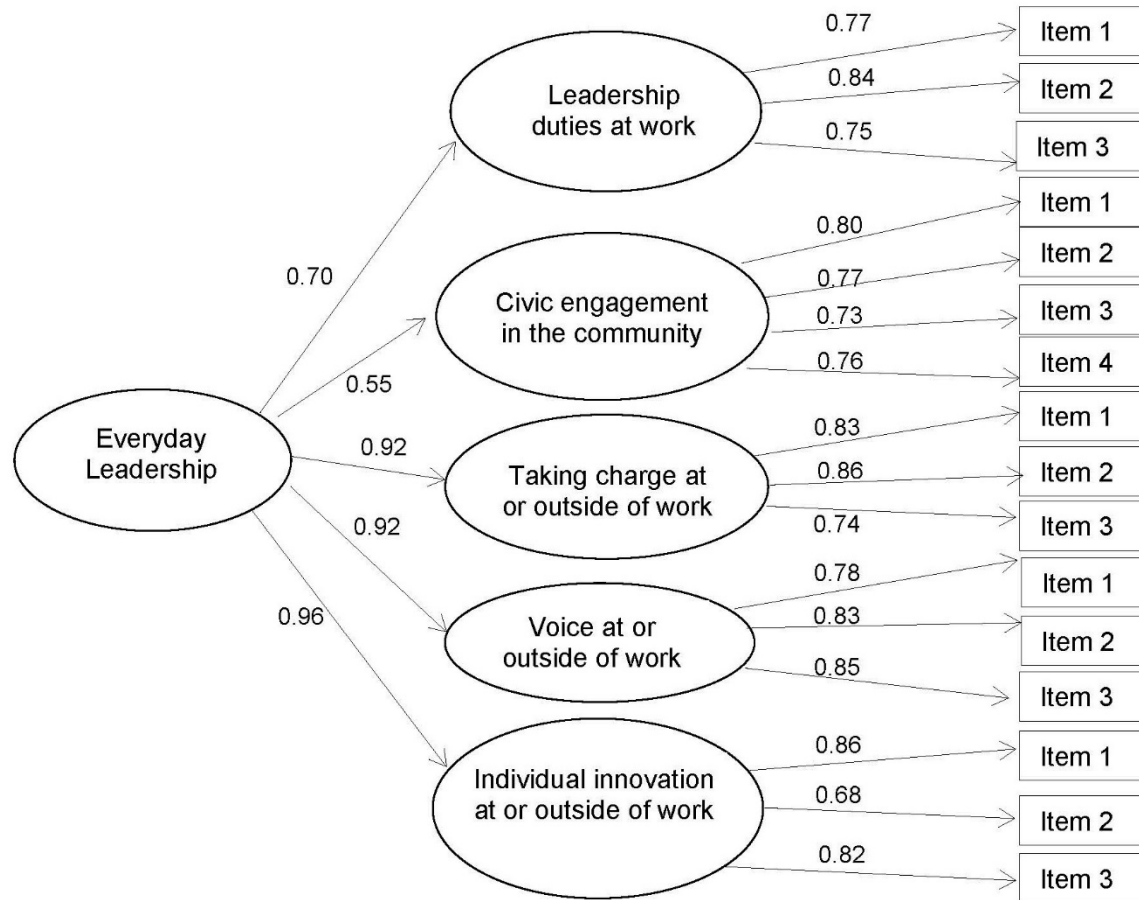 0.77
Item 1
Leadership
duties at work
0.84
Item 2
0.75
Item 3
0.70
Civic engagement
in the community
0.80
Item 1
0.77
Item 2
0.73
Item 3
0.76
Item 4
0.55
Everyday
Leadership
0.92
Taking charge at
or outside of work
0.83
Item 1
0.86
Item 2
0.74
Item 3
0.92
Voice at or
outside of work
0.78
Item 1
0.83
Item 2
0.85
Item 3
0.96
Individual innovation
at or outside of work
0.86
Item 1
0.68
Item 2
0.82
Item 3